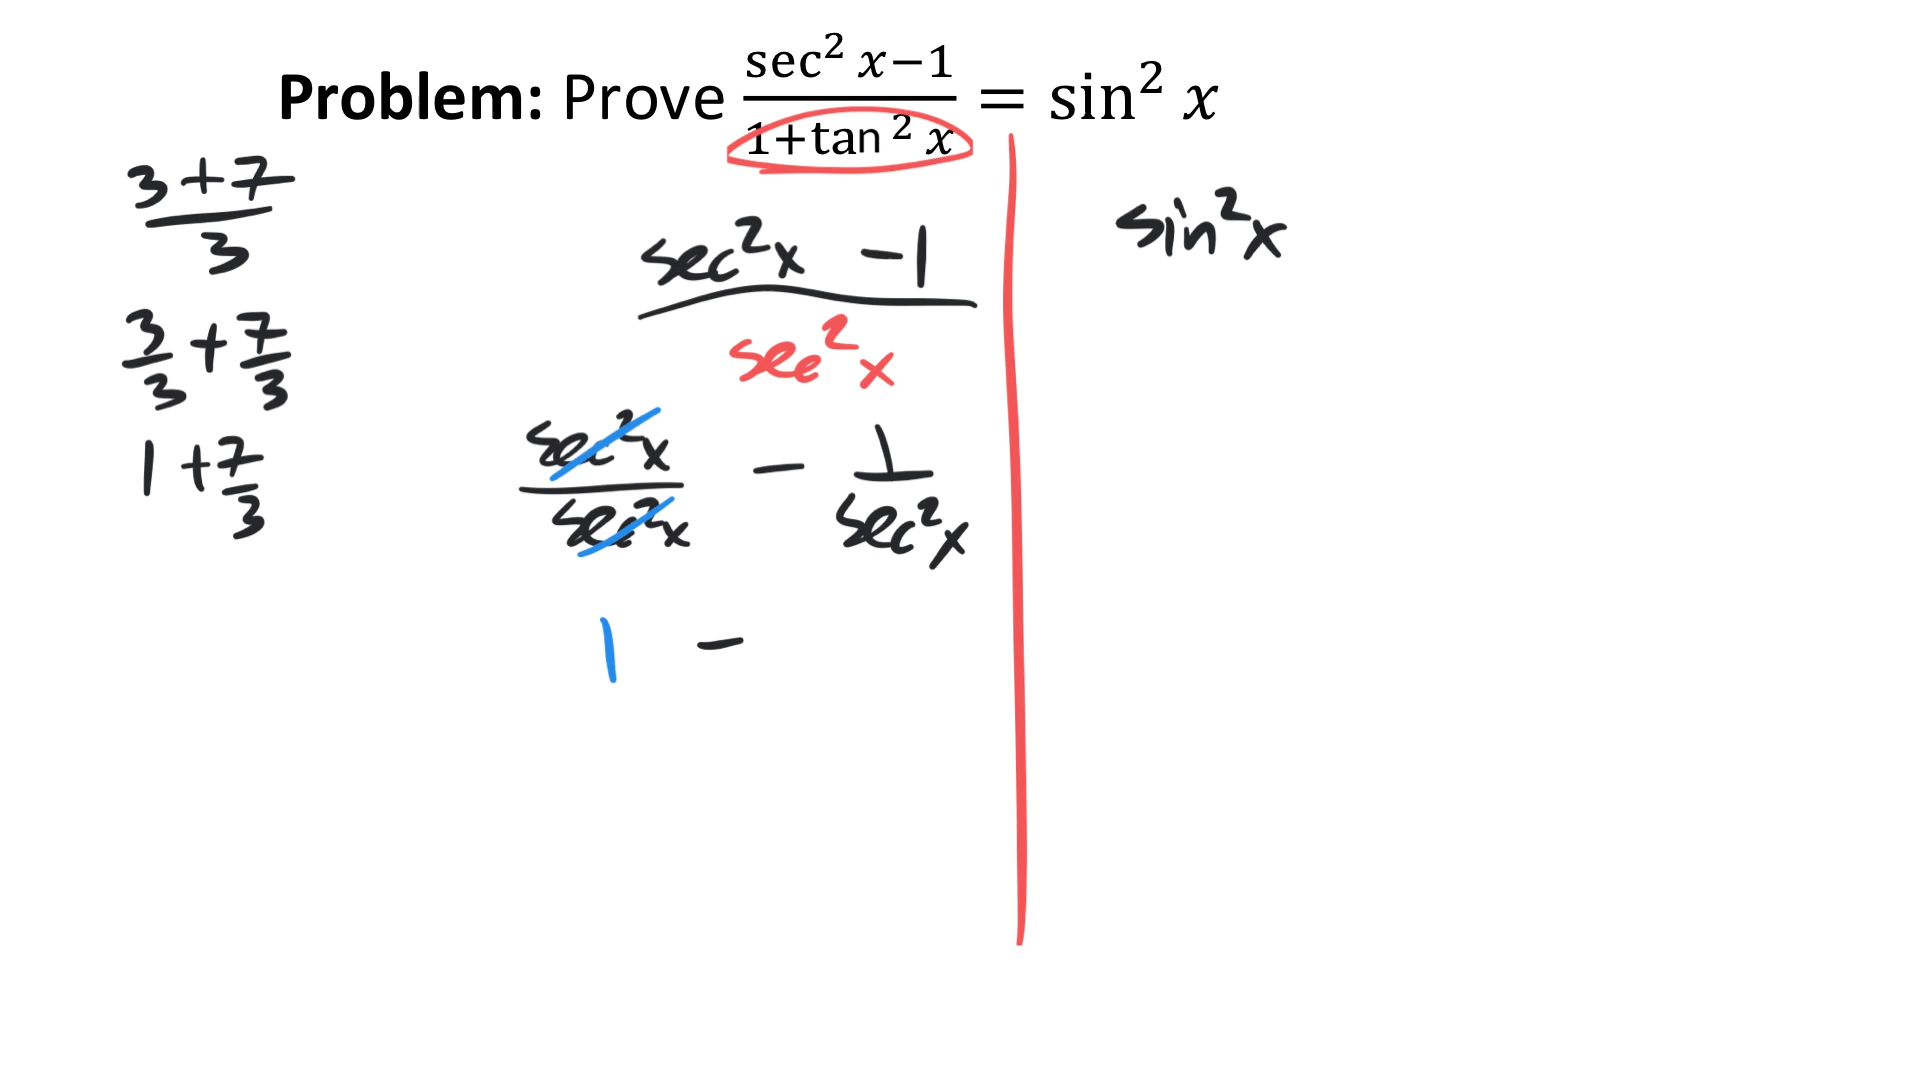 Problem: Prove (sec² x−1)/(1+tan² x) = sin² x
3+7
3
3/3 + 7/3
1 + 7/3
sec²x −1
sec²x
sin²x
sec²x/sec²x − 1/sec²x
1 −